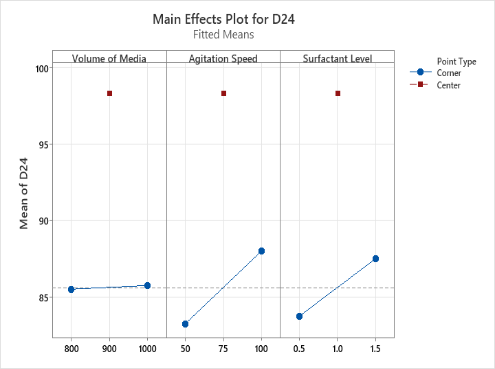 Main Effects Plot for D24
Fitted Means
Volume of Media Agitation Speed Surfactant Level
Point Type
Corner
Center
Mean of D24
100
95
90
85
800 900 1000 50 75 100 0.5 1.0 1.5